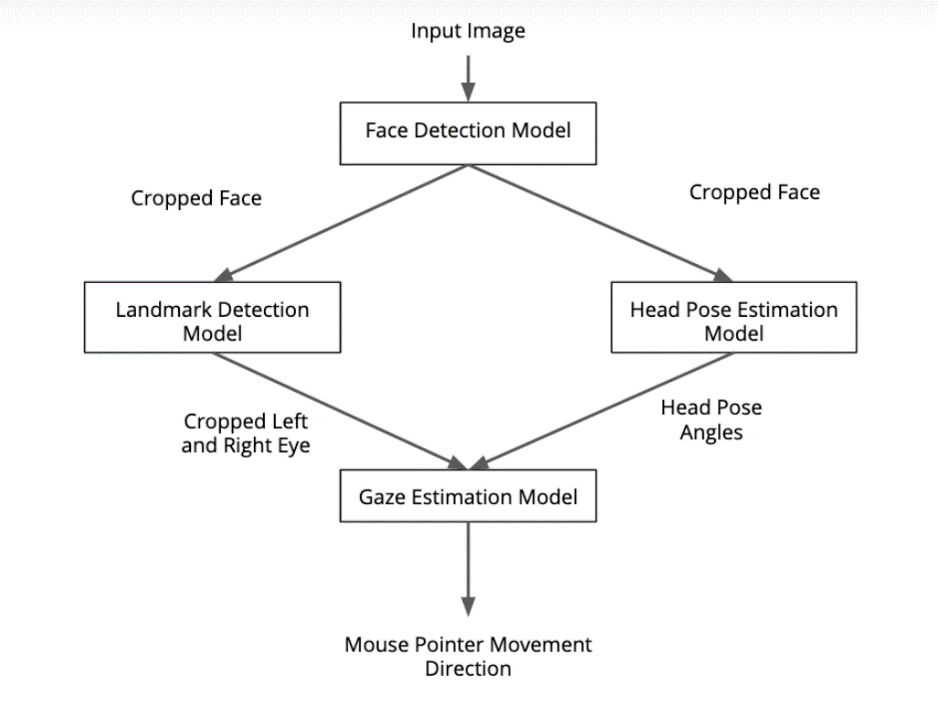 Input Image
Face Detection Model
Cropped Face
Cropped Face
Landmark Detection
Model
Head Pose Estimation
Model
Cropped Left
and Right Eye
Head Pose
Angles
Gaze Estimation Model
Mouse Pointer Movement
Direction